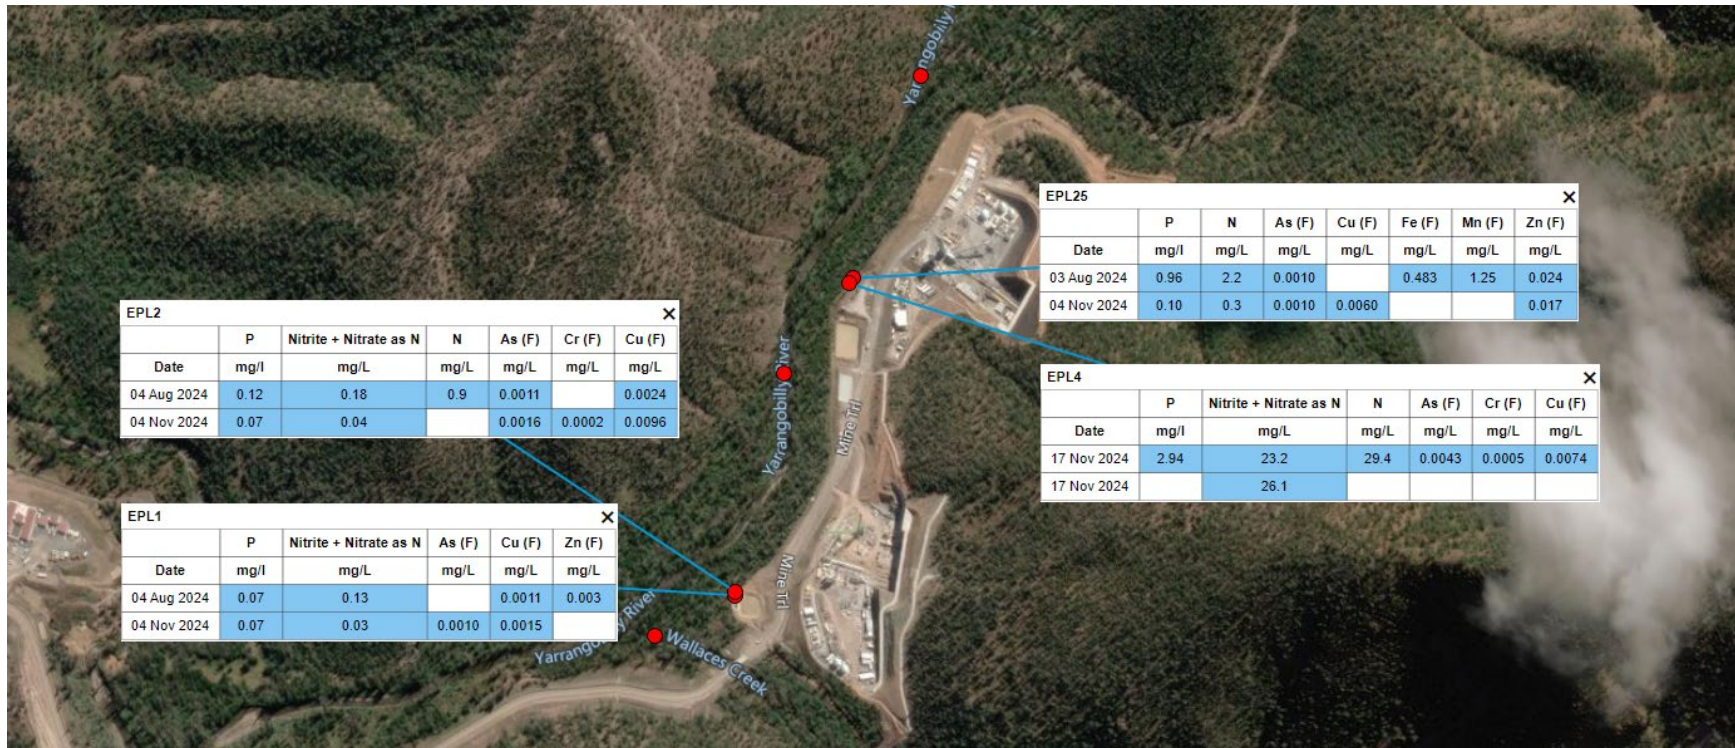 Yarrangobilly
EPL25 ×
P N As (F) Cu (F) Fe (F) Mn (F) Zn (F)
Date mg/l mg/L mg/L mg/L mg/L mg/L mg/L
03 Aug 2024 0.96 2.2 0.0010 0.483 1.25 0.024
04 Nov 2024 0.10 0.3 0.0010 0.0060 0.017
EPL2 ×
P Nitrite + Nitrate as N N As (F) Cr (F) Cu (F)
Date mg/l mg/L mg/L mg/L mg/L mg/L
04 Aug 2024 0.12 0.18 0.9 0.0011 0.0024
04 Nov 2024 0.07 0.04 0.0016 0.0002 0.0096
Yarrangobilly River
Mine Trl
EPL4 ×
P Nitrite + Nitrate as N N As (F) Cr (F) Cu (F)
Date mg/l mg/L mg/L mg/L mg/L mg/L
17 Nov 2024 2.94 23.2 29.4 0.0043 0.0005 0.0074
17 Nov 2024 26.1
EPL1 ×
P Nitrite + Nitrate as N As (F) Cu (F) Zn (F)
Date mg/l mg/L mg/L mg/L mg/L
04 Aug 2024 0.07 0.13 0.0011 0.003
04 Nov 2024 0.07 0.03 0.0010 0.0015
Mine Trl
Yarrangobilly River
Wallaces Creek